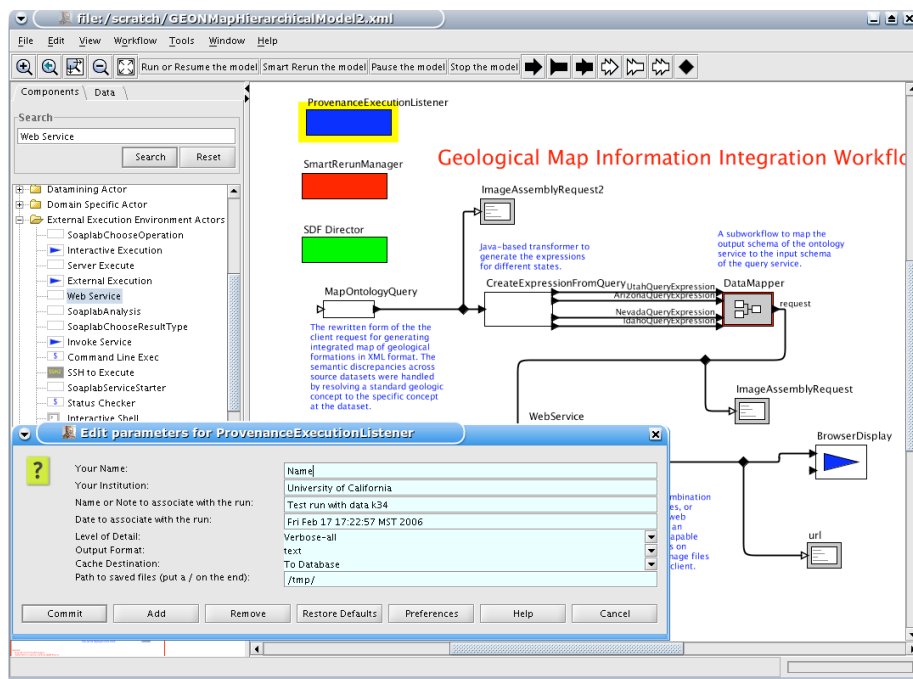 file:/scratch/GEONMapHierarchicalModel2.xml
File Edit View Workflow Tools Window Help
Run or Resume the model Smart Rerun the model Pause the model Stop the model
Components Data
Search
Web Service
Search Reset
Datamining Actor
Domain Specific Actor
External Execution Environment Actors
SoaplabChooseOperation
Interactive Execution
Server Execute
External Execution
Web Service
SoaplabAnalysis
SoaplabChooseResultType
Invoke Service
Command Line Exec
SSH to Execute
SoaplabServiceStarter
Status Checker
Interactive Shell
ProvenanceExecutionListener
SmartRerunManager
SDF Director
Geological Map Information Integration Workflo
ImageAssemblyRequest2
Java-based transformer to
generate the expressions
for different states.
A subworkflow to map the
output schema of the ontology
service to the input schema
of the query service.
MapOntologyQuery
CreateExpressionFromQuery
UtahQueryExpression
ArizonaQueryExpression
NevadaQueryExpression
IdahoQueryExpression
DataMapper
request
The rewritten form of the the
client request for generating
integrated map of geological
formations in XML format. The
semantic discrepancies across
source datasets were handled
by resolving a standard geologic
concept to the specific concept
at the dataset.
ImageAssemblyRequest
WebService
BrowserDisplay
mbination
es, or
web
an
apable
s on
nage files
client.
url
Edit parameters for ProvenanceExecutionListener
?
Your Name: Name
Your Institution: University of California
Name or Note to associate with the run: Test run with data k34
Date to associate with the run: Fri Feb 17 17:22:57 MST 2006
Level of Detail: Verbose-all
Output Format: text
Cache Destination: To Database
Path to saved files (put a / on the end): /tmp/
Commit Add Remove Restore Defaults Preferences Help Cancel